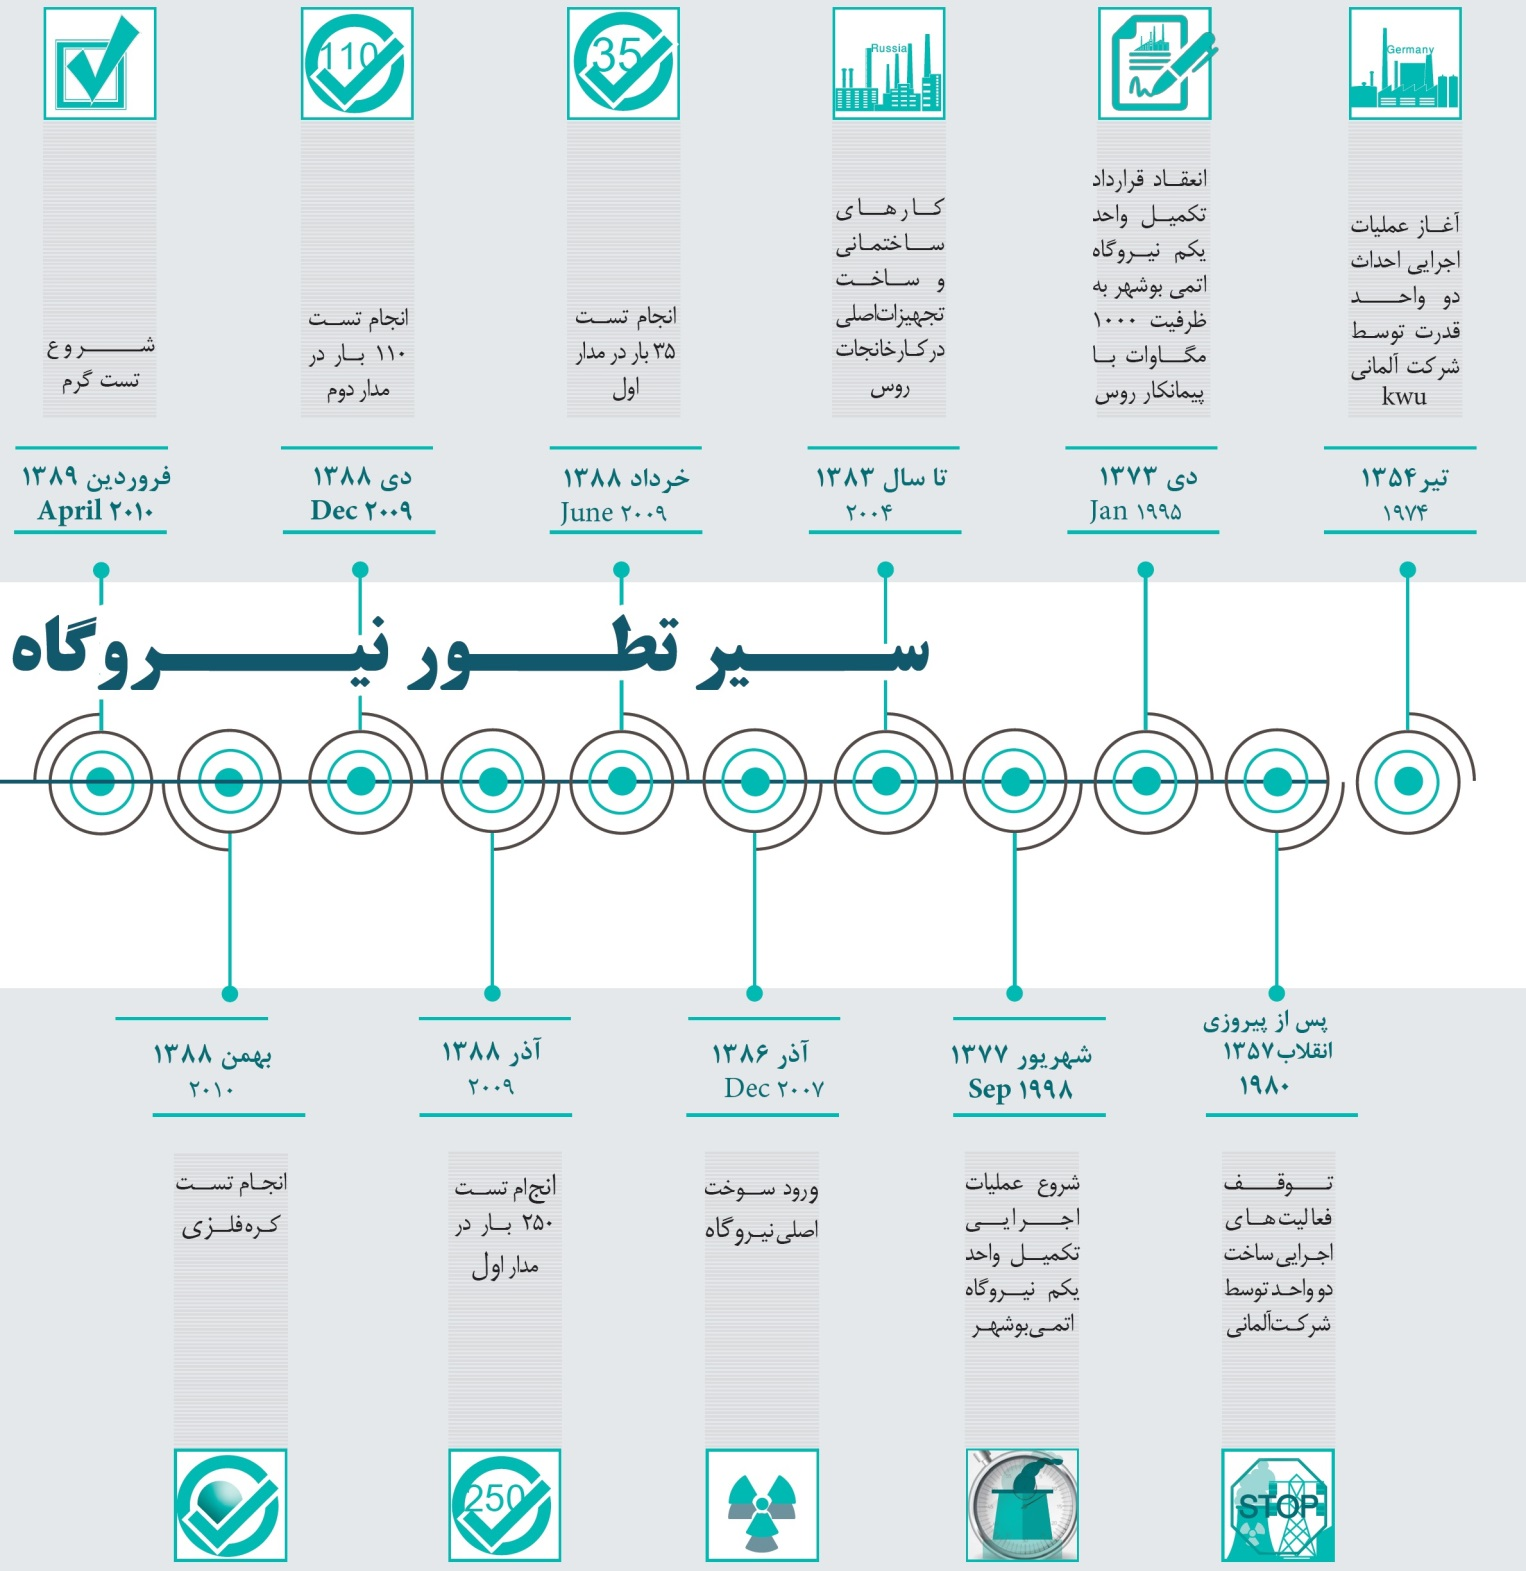 سیر تطور نیروگاه
Germany
آغاز عملیات
اجرایی احداث
دو واحد
قدرت توسط
شرکت آلمانی
kwu
تیر ۱۳۵۴
۱۹۷۴
پس از پیروزی
انقلاب ۱۳۵۷
۱۹۸۰
توقف
فعالیت‌های
اجرایی ساخت
دو واحد توسط
شرکت آلمانی
STOP
انعقاد قرارداد
تکمیل واحد
یکم نیروگاه
اتمی بوشهر به
ظرفیت ۱۰۰۰
مگاوات با
پیمانکار روس
دی ۱۳۷۳
Jan ۱۹۹۵
شهریور ۱۳۷۷
Sep ۱۹۹۸
شروع عملیات
اجرایی
تکمیل واحد
یکم نیروگاه
اتمی بوشهر
Russia
کارهای
ساختمانی
و ساخت
تجهیزات اصلی
در کارخانجات
روس
تا سال ۱۳۸۳
۲۰۰۴
آذر ۱۳۸۶
Dec ۲۰۰۷
ورود سوخت
اصلی نیروگاه
35
انجام تست
۳۵ بار در مدار
اول
خرداد ۱۳۸۸
June ۲۰۰۹
آذر ۱۳۸۸
۲۰۰۹
انجام تست
۲۵۰ بار در
مدار اول
250
110
انجام تست
۱۱۰ بار در
مدار دوم
دی ۱۳۸۸
Dec ۲۰۰۹
بهمن ۱۳۸۸
۲۰۱۰
انجام تست
کره فلزی
شروع
تست گرم
فروردین ۱۳۸۹
April ۲۰۱۰